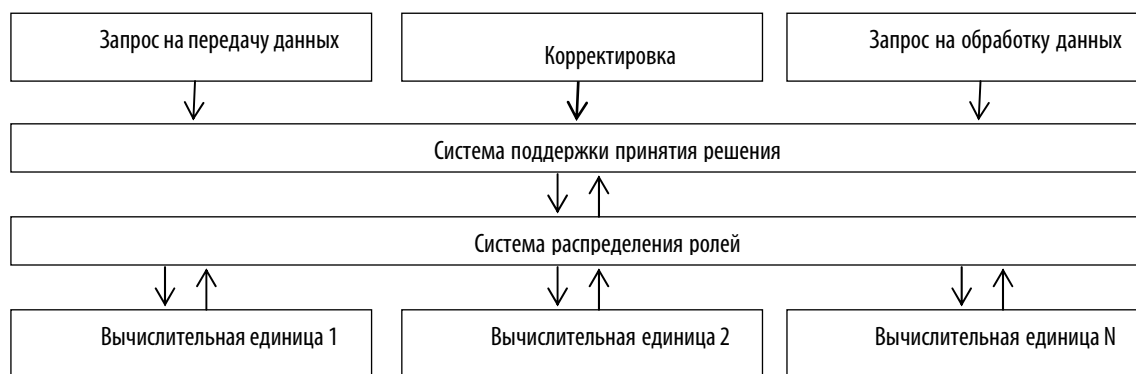 Запрос на передачу данных
Корректировка
Запрос на обработку данных
Система поддержки принятия решения
Система распределения ролей
Вычислительная единица 1
Вычислительная единица 2
Вычислительная единица N